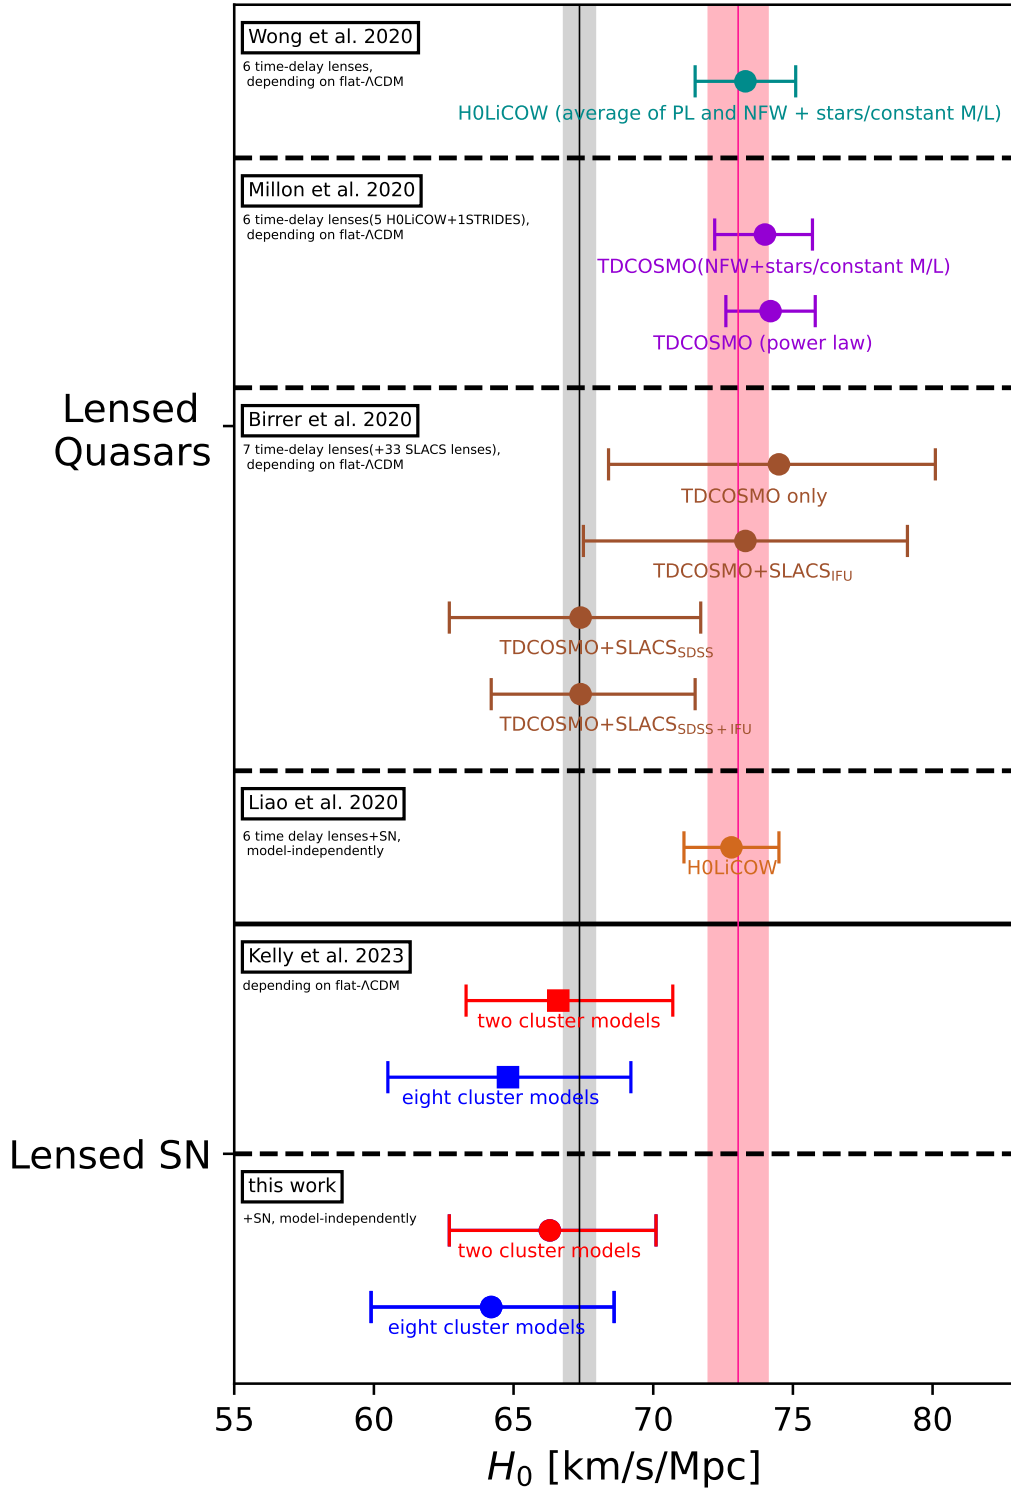 Wong et al. 2020
6 time-delay lenses,
depending on flat-ΛCDM
H0LiCOW (average of PL and NFW + stars/constant M/L)
Millon et al. 2020
6 time-delay lenses(5 H0LiCOW+1STRIDES),
depending on flat-ΛCDM
TDCOSMO(NFW+stars/constant M/L)
TDCOSMO (power law)
Lensed
Quasars
Birrer et al. 2020
7 time-delay lenses(+33 SLACS lenses),
depending on flat-ΛCDM
TDCOSMO only
TDCOSMO+SLACS_IFU
TDCOSMO+SLACS_SDSS
TDCOSMO+SLACS_SDSS+IFU
Liao et al. 2020
6 time delay lenses+SN,
model-independently
H0LiCOW
Kelly et al. 2023
depending on flat-ΛCDM
two cluster models
eight cluster models
Lensed SN
this work
+SN, model-independently
two cluster models
eight cluster models
55 60 65 70 75 80
H₀ [km/s/Mpc]